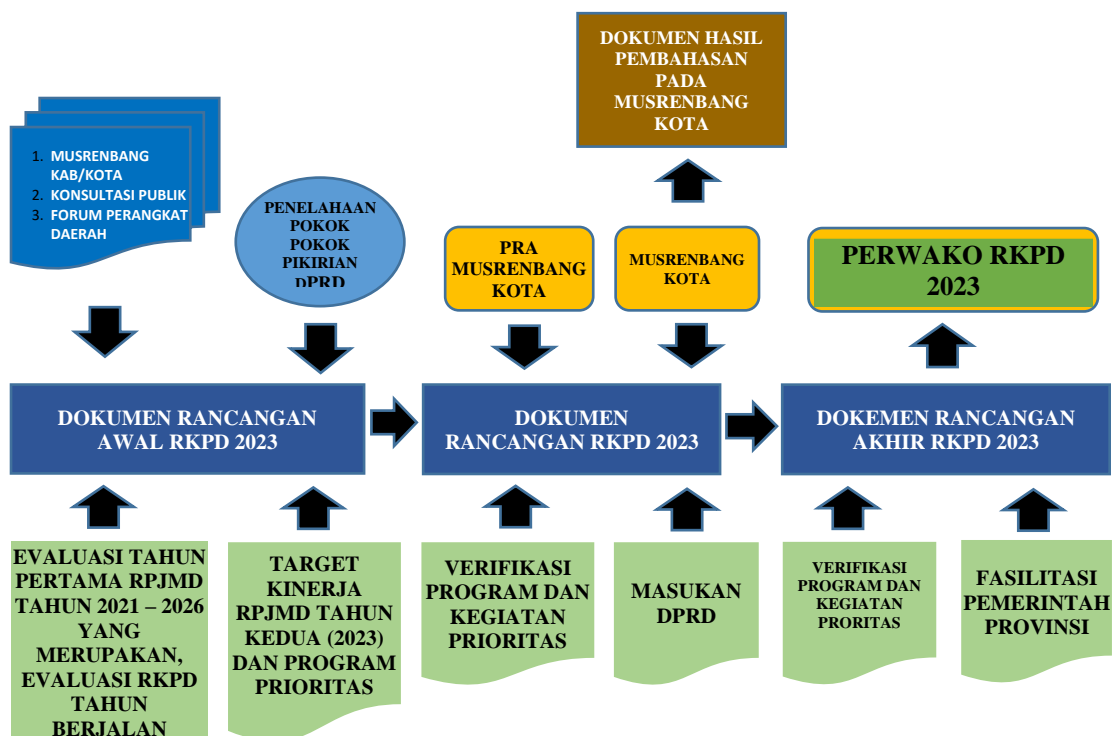 DOKUMEN HASIL
PEMBAHASAN
PADA
MUSRENBANG
KOTA
1. MUSRENBANG
KAB/KOTA
2. KONSULTASI PUBLIK
3. FORUM PERANGKAT
DAERAH
PENELAHAAN
POKOK
POKOK
PIKIRIAN
DPRD
PRA
MUSRENBANG
KOTA
MUSRENBANG
KOTA
PERWAKO RKPD
2023
DOKUMEN RANCANGAN
AWAL RKPD 2023
DOKUMEN
RANCANGAN RKPD 2023
DOKEMEN RANCANGAN
AKHIR RKPD 2023
EVALUASI TAHUN
PERTAMA RPJMD
TAHUN 2021 – 2026
YANG
MERUPAKAN,
EVALUASI RKPD
TAHUN
BERJALAN
TARGET
KINERJA
RPJMD TAHUN
KEDUA (2023)
DAN PROGRAM
PRIORITAS
VERIFIKASI
PROGRAM DAN
KEGIATAN
PRIORITAS
MASUKAN
DPRD
VERIFIKASI
PROGRAM DAN
KEGIATAN
PRORITAS
FASILITASI
PEMERINTAH
PROVINSI